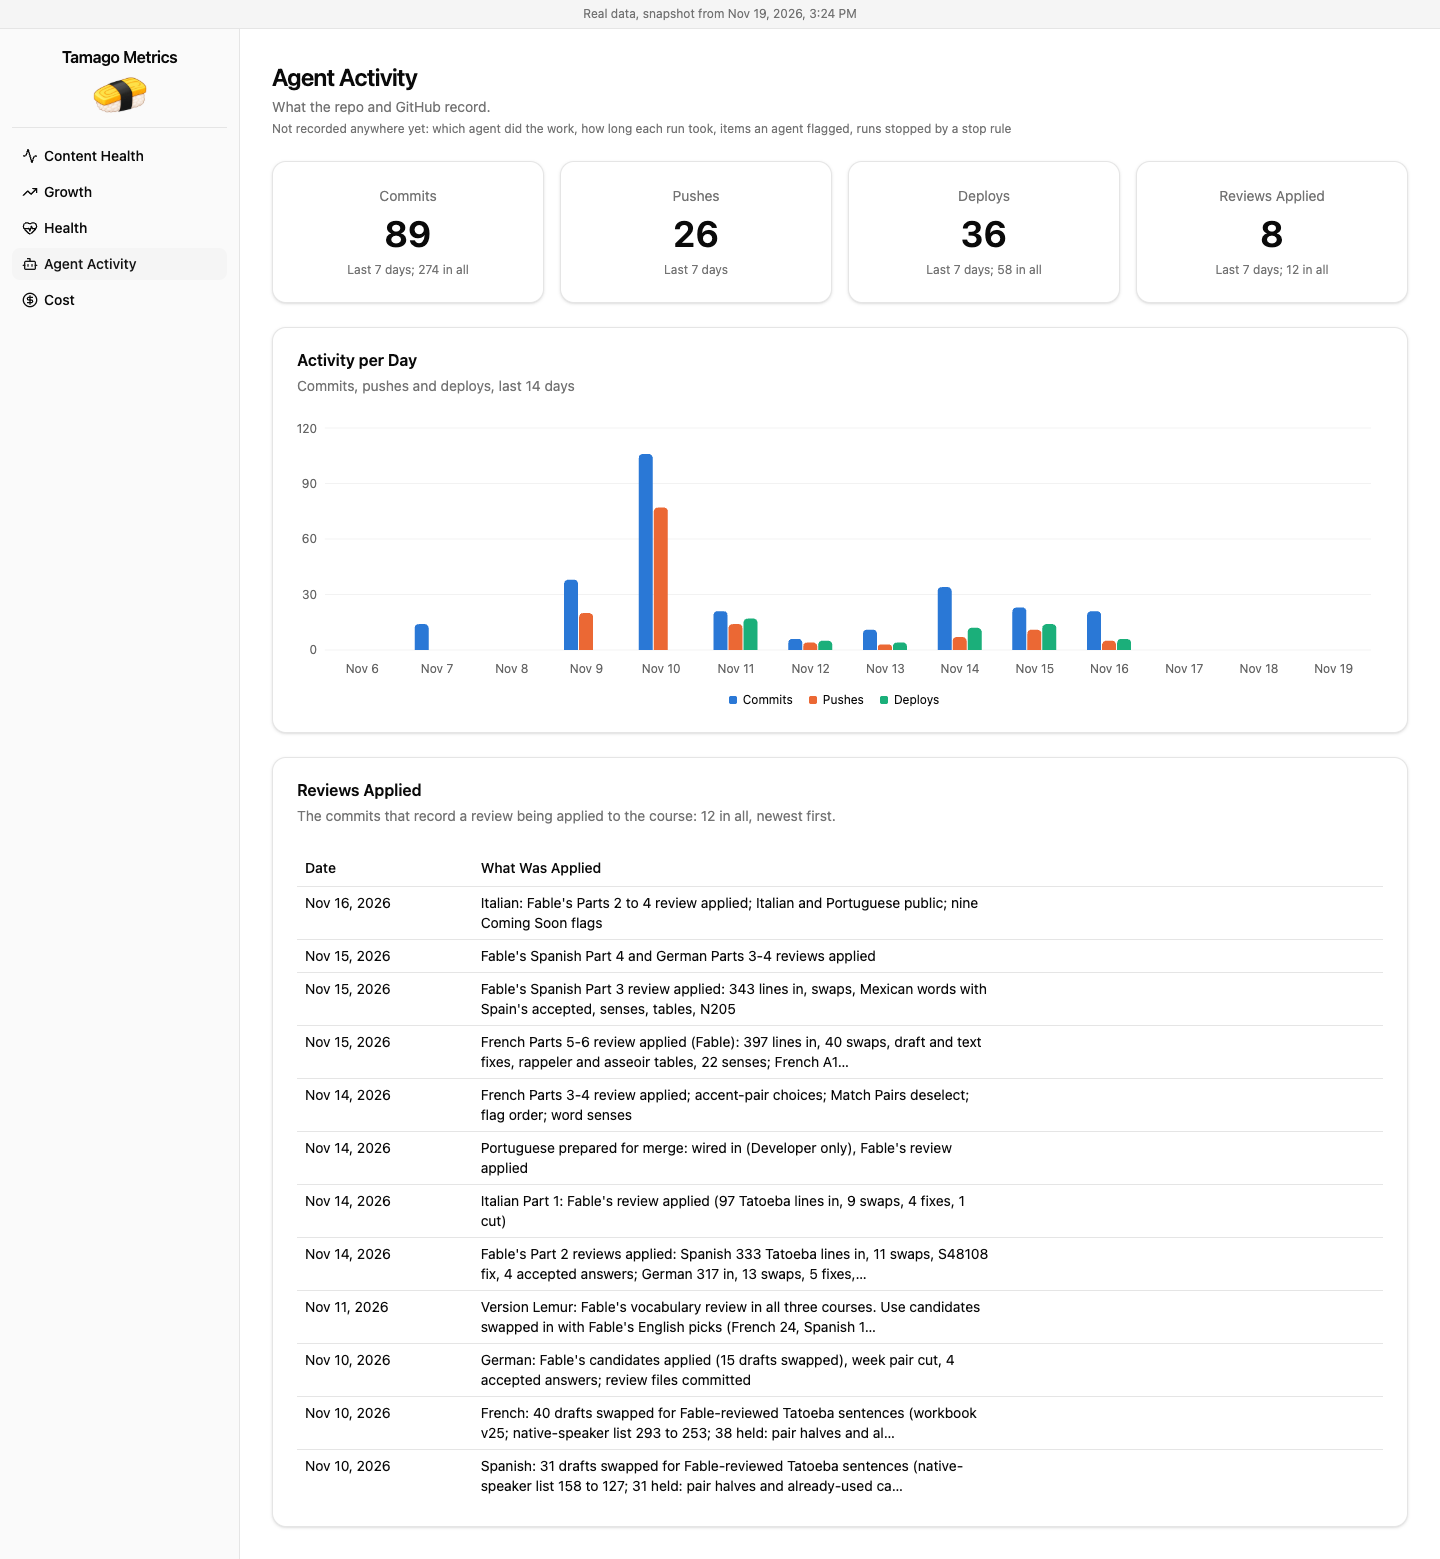 Real data, snapshot from Nov 19, 2026, 3:24 PM
Tamago Metrics
Content Health
Growth
Health
Agent Activity
Cost
Agent Activity
What the repo and GitHub record.
Not recorded anywhere yet: which agent did the work, how long each run took, items an agent flagged, runs stopped by a stop rule
Commits
89
Last 7 days; 274 in all
Pushes
26
Last 7 days
Deploys
36
Last 7 days; 58 in all
Reviews Applied
8
Last 7 days; 12 in all
Activity per Day
Commits, pushes and deploys, last 14 days
120
90
60
30
0
Nov 6 Nov 7 Nov 8 Nov 9 Nov 10 Nov 11 Nov 12 Nov 13 Nov 14 Nov 15 Nov 16 Nov 17 Nov 18 Nov 19
Commits Pushes Deploys
Reviews Applied
The commits that record a review being applied to the course: 12 in all, newest first.
Date What Was Applied
Nov 16, 2026 Italian: Fable's Parts 2 to 4 review applied; Italian and Portuguese public; nine
Coming Soon flags
Nov 15, 2026 Fable's Spanish Part 4 and German Parts 3-4 reviews applied
Nov 15, 2026 Fable's Spanish Part 3 review applied: 343 lines in, swaps, Mexican words with
Spain's accepted, senses, tables, N205
Nov 15, 2026 French Parts 5-6 review applied (Fable): 397 lines in, 40 swaps, draft and text
fixes, rappeler and asseoir tables, 22 senses; French A1...
Nov 14, 2026 French Parts 3-4 review applied; accent-pair choices; Match Pairs deselect;
flag order; word senses
Nov 14, 2026 Portuguese prepared for merge: wired in (Developer only), Fable's review
applied
Nov 14, 2026 Italian Part 1: Fable's review applied (97 Tatoeba lines in, 9 swaps, 4 fixes, 1
cut)
Nov 14, 2026 Fable's Part 2 reviews applied: Spanish 333 Tatoeba lines in, 11 swaps, S48108
fix, 4 accepted answers; German 317 in, 13 swaps, 5 fixes,...
Nov 11, 2026 Version Lemur: Fable's vocabulary review in all three courses. Use candidates
swapped in with Fable's English picks (French 24, Spanish 1...
Nov 10, 2026 German: Fable's candidates applied (15 drafts swapped), week pair cut, 4
accepted answers; review files committed
Nov 10, 2026 French: 40 drafts swapped for Fable-reviewed Tatoeba sentences (workbook
v25; native-speaker list 293 to 253; 38 held: pair halves and al...
Nov 10, 2026 Spanish: 31 drafts swapped for Fable-reviewed Tatoeba sentences (native-
speaker list 158 to 127; 31 held: pair halves and already-used ca...